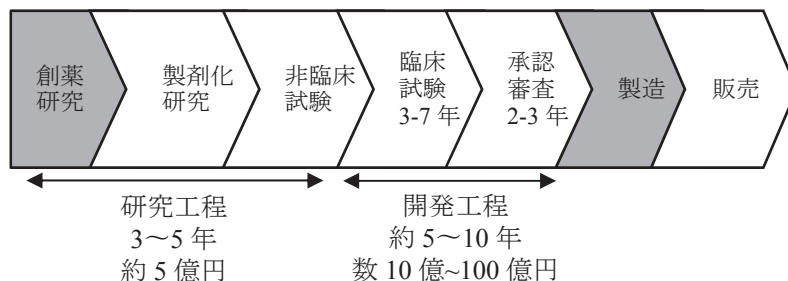 創薬
研究
製剤化
研究
非臨床
試験
臨床
試験
3-7 年
承認
審査
2-3 年
製造
販売
研究工程
3～5 年
約 5 億円
開発工程
約 5～10 年
数 10 億~100 億円